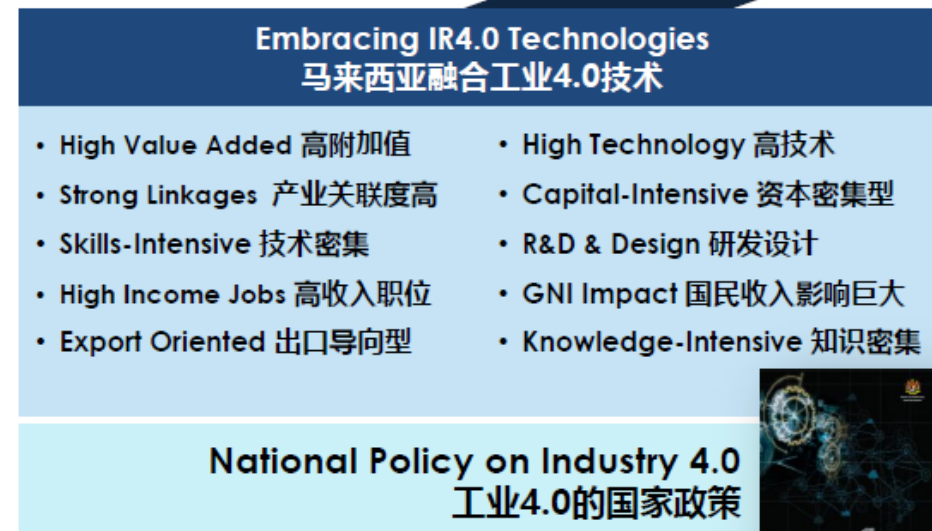 Embracing IR4.0 Technologies
马来西亚融合工业4.0技术
• High Value Added 高附加值
• Strong Linkages 产业关联度高
• Skills-Intensive 技术密集
• High Income Jobs 高收入职位
• Export Oriented 出口导向型
• High Technology 高技术
• Capital-Intensive 资本密集型
• R&D & Design 研发设计
• GNI Impact 国民收入影响巨大
• Knowledge-Intensive 知识密集
National Policy on Industry 4.0
工业4.0的国家政策